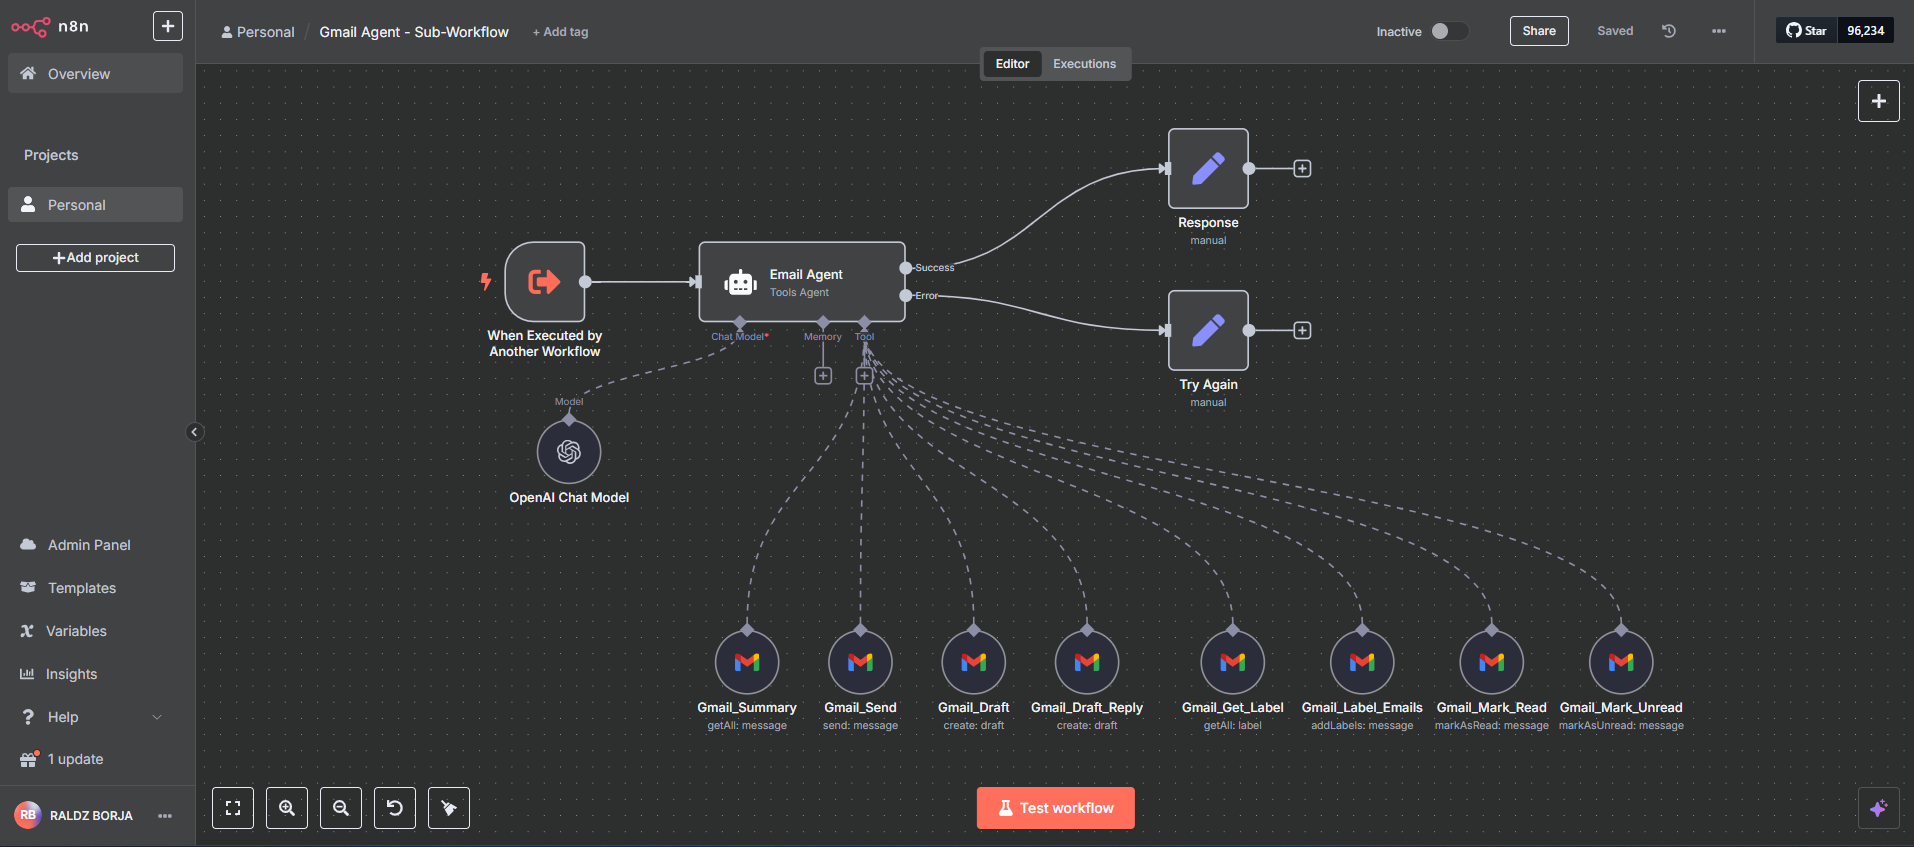 n8n
Overview
Projects
Personal
Add project
Admin Panel
Templates
Variables
Insights
Help
1 update
RB
RALDZ BORJA
Personal / Gmail Agent - Sub-Workflow + Add tag
Inactive
Share
Saved
Star
96,234
Editor
Executions
When Executed by
Another Workflow
Email Agent
Tools Agent
Success
Error
Chat Model*
Memory
Tool
Model
OpenAI Chat Model
Response
manual
Try Again
manual
Gmail_Summary
getAll: message
Gmail_Send
send: message
Gmail_Draft
create: draft
Gmail_Draft_Reply
create: draft
Gmail_Get_Label
getAll: label
Gmail_Label_Emails
addLabels: message
Gmail_Mark_Read
markAsRead: message
Gmail_Mark_Unread
markAsUnread: message
Test workflow